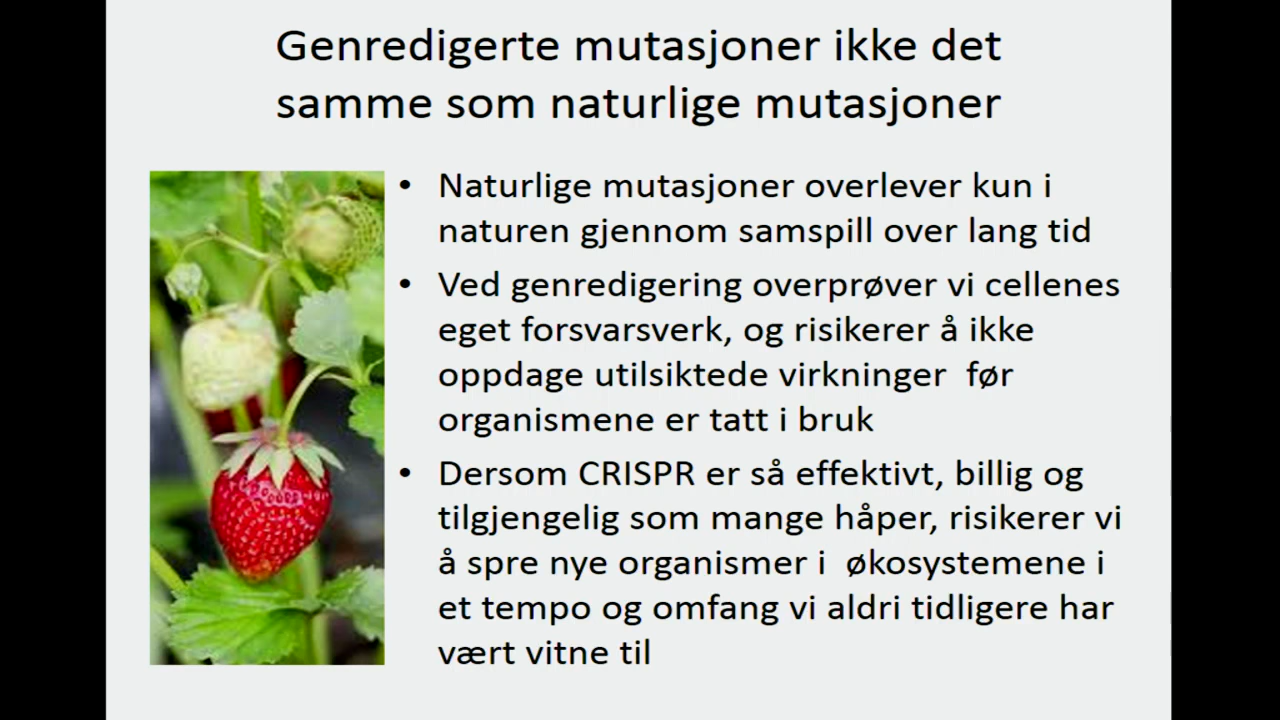 Genredigerte mutasjoner ikke det
samme som naturlige mutasjoner
• Naturlige mutasjoner overlever kun i
naturen gjennom samspill over lang tid
• Ved genredigering overprøver vi cellenes
eget forsvarsverk, og risikerer å ikke
oppdage utilsiktede virkninger  før
organismene er tatt i bruk
• Dersom CRISPR er så effektivt, billig og
tilgjengelig som mange håper, risikerer vi
å spre nye organismer i  økosystemene i
et tempo og omfang vi aldri tidligere har
vært vitne til